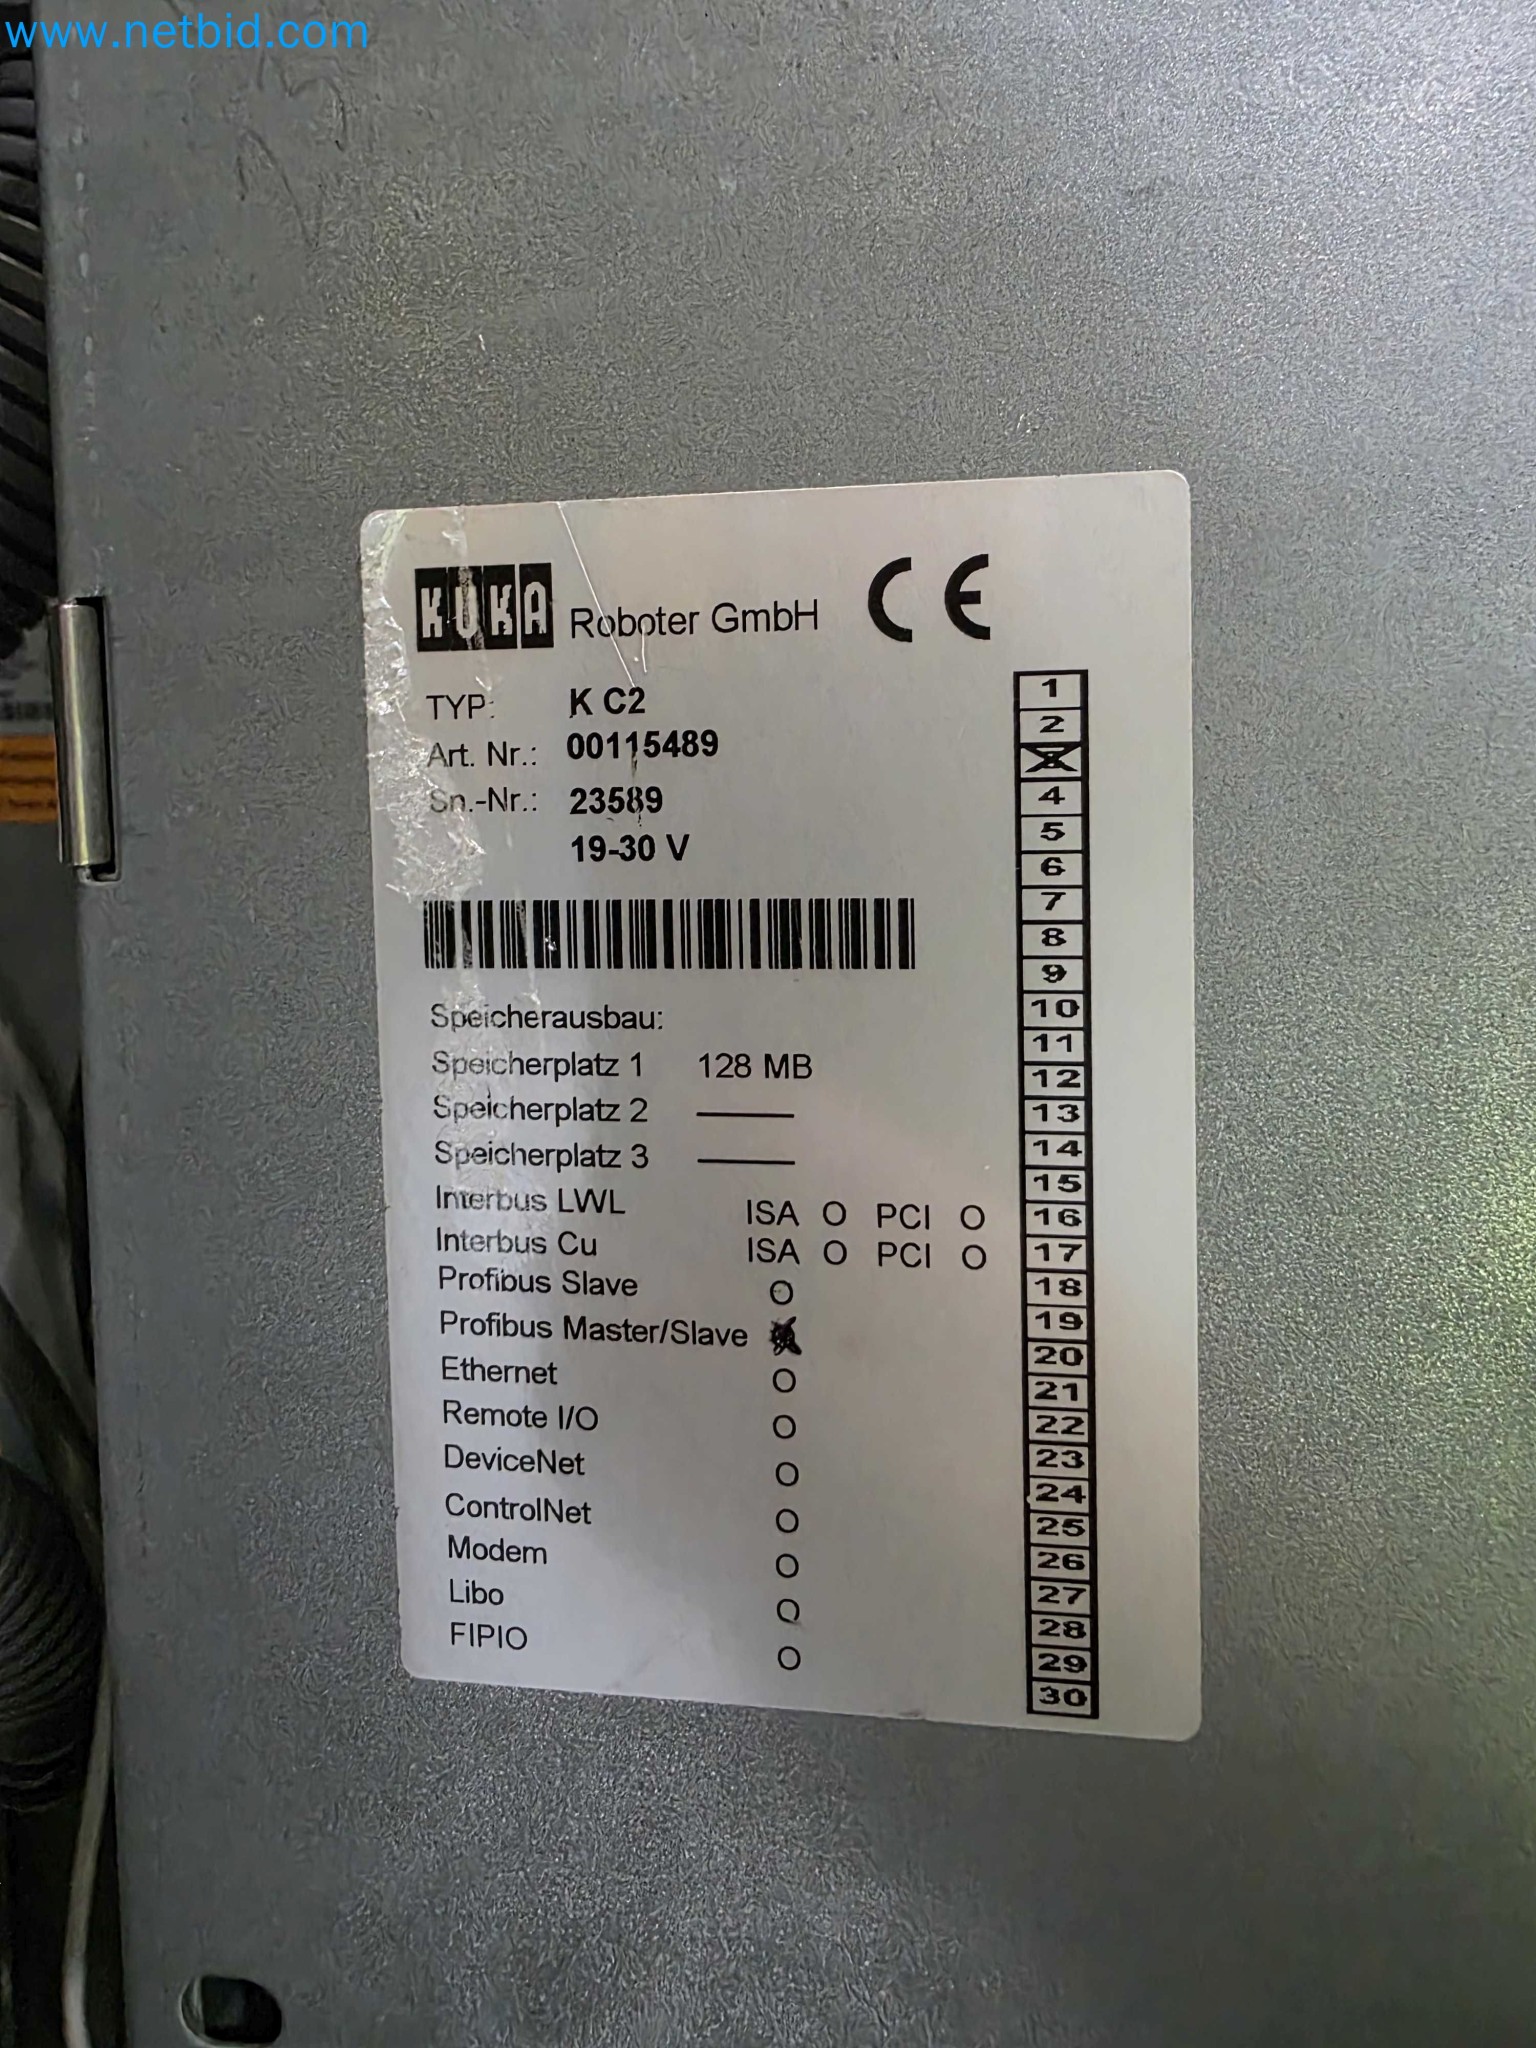 www.netbid.com
KUKA Roboter GmbH CE
TYP: K C2
Art. Nr.: 00115489
Sn.-Nr.: 23589
19-30 V
Speicherausbau:
Speicherplatz 1 128 MB
Speicherplatz 2
Speicherplatz 3
Interbus LWL ISA O PCI O
Interbus Cu ISA O PCI O
Profibus Slave O
Profibus Master/Slave
Ethernet O
Remote I/O O
DeviceNet O
ControlNet O
Modem O
Libo O
FIPIO O
1
2
4
5
6
7
8
9
10
11
12
13
14
15
16
17
18
19
20
21
22
23
24
25
26
27
28
29
30